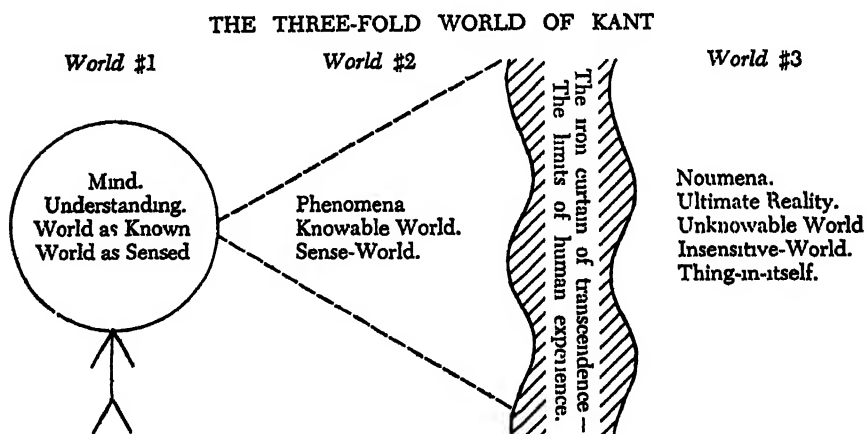 THE THREE-FOLD WORLD OF KANT
World #1
World #2
World #3
Mind.
Understanding.
World as Known
World as Sensed
Phenomena
Knowable World.
Sense-World.
The iron curtain of transcendence—
The limits of human experience.
Noumena.
Ultimate Reality.
Unknowable World
Insensitive-World.
Thing-in-itself.